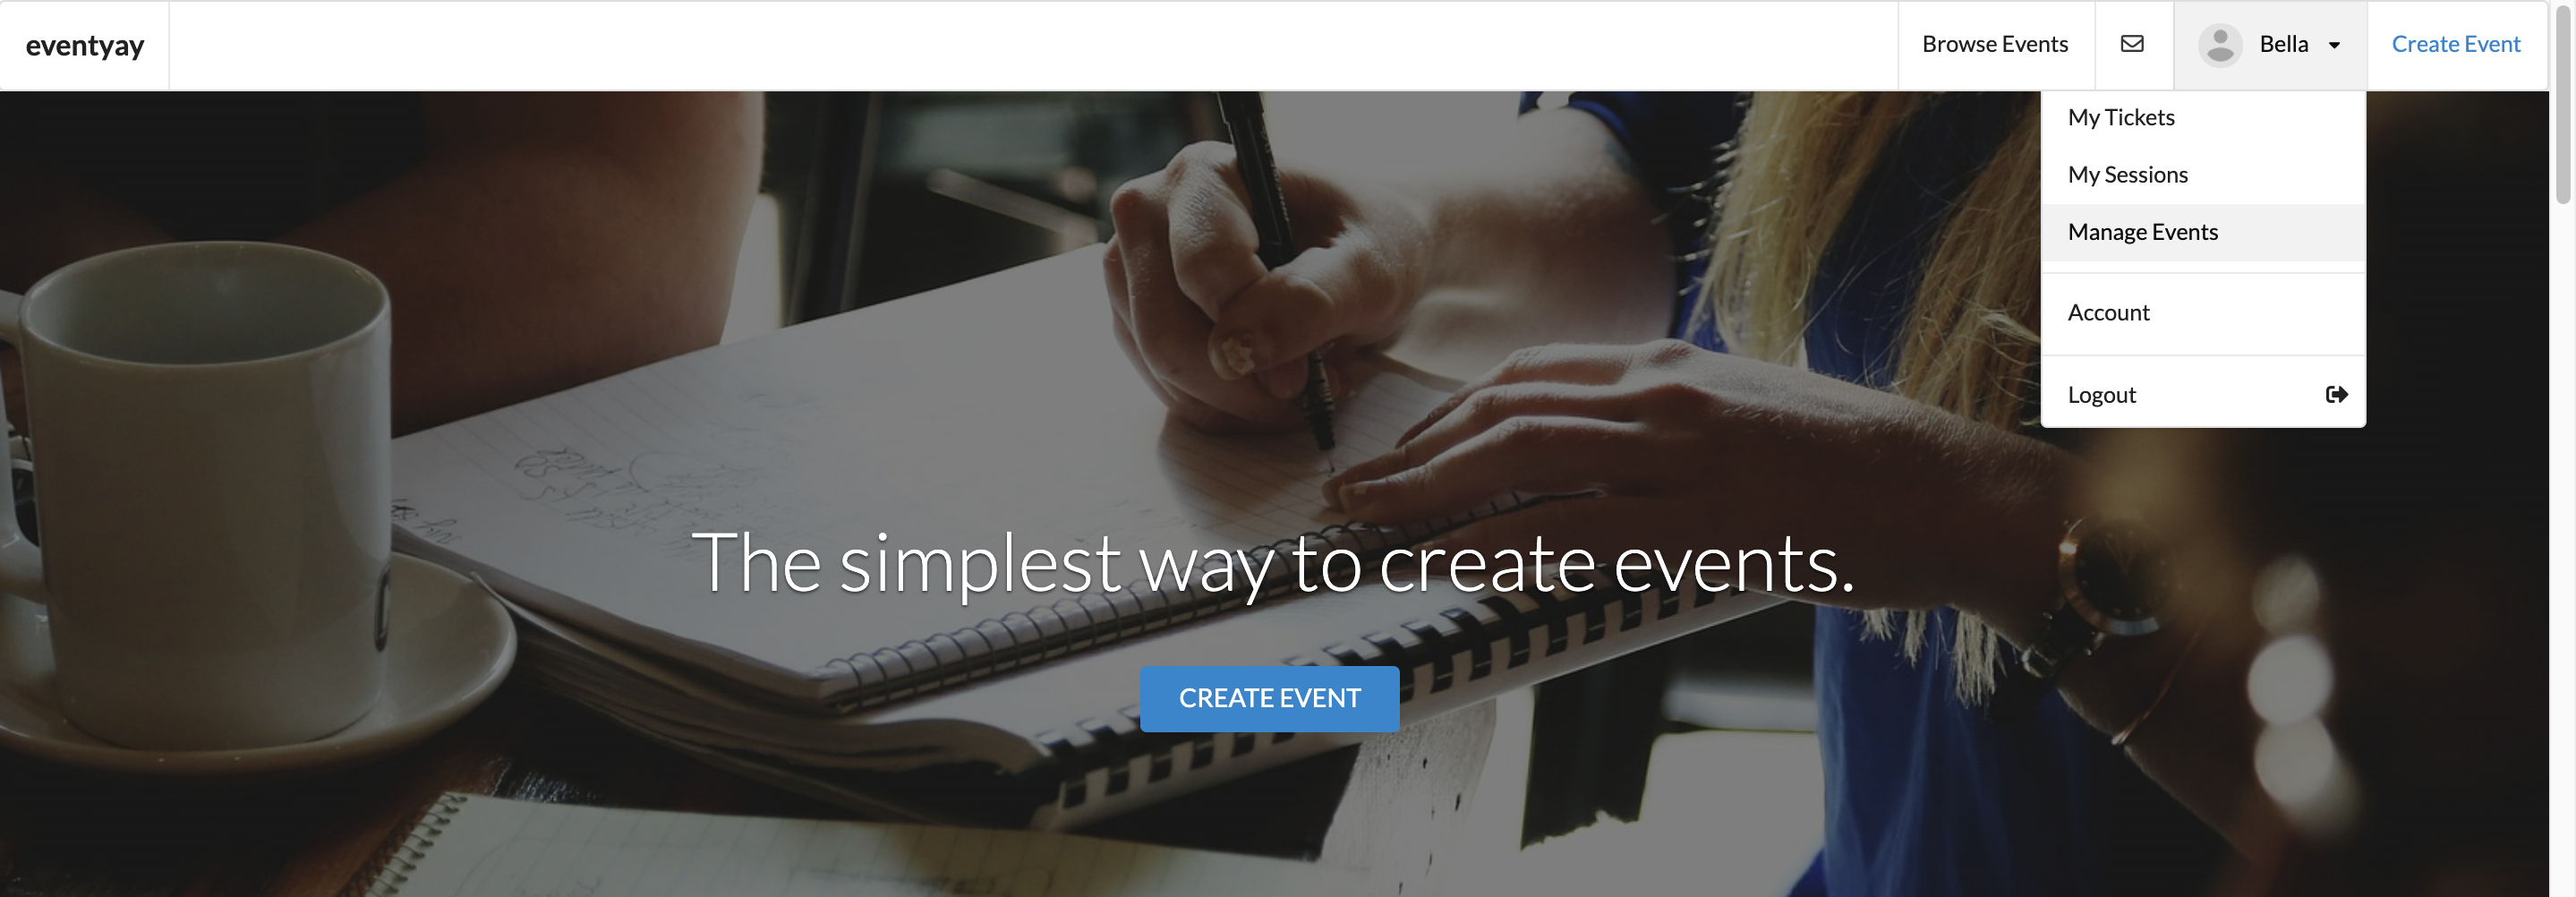 eventyay
Browse Events
Bella
Create Event
My Tickets
My Sessions
Manage Events
Account
Logout
The simplest way to create events.
CREATE EVENT